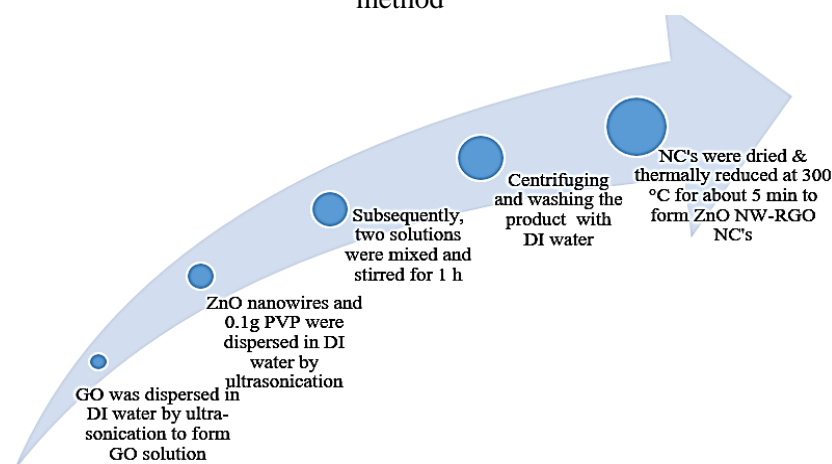 method
GO was dispersed in
DI water by ultra-
sonication to form
GO solution
ZnO nanowires and
0.1g PVP were
dispersed in DI
water by
ultrasonication
Subsequently,
two solutions
were mixed and
stirred for 1 h
Centrifuging
and washing the
product with
DI water
NC's were dried &
thermally reduced at 300
°C for about 5 min to
form ZnO NW-RGO
NC's